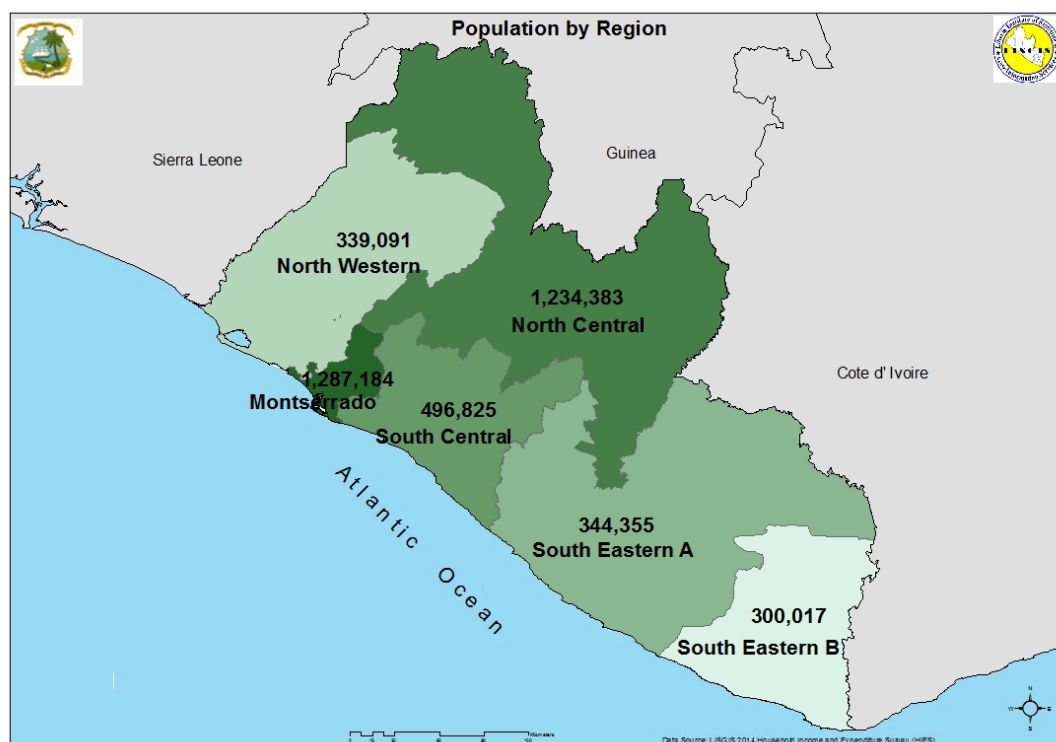 Population by Region
LISGIS
Sierra Leone
Guinea
339,091
North Western
1,234,383
North Central
Cote d' Ivoire
1,287,184
Montserrado
496,825
South Central
Atlantic Ocean
344,355
South Eastern A
300,017
South Eastern B
N
W E
S
Kilometers
Data Source: LISGIS 2014 Household Income and Expenditure Survey (HIES)